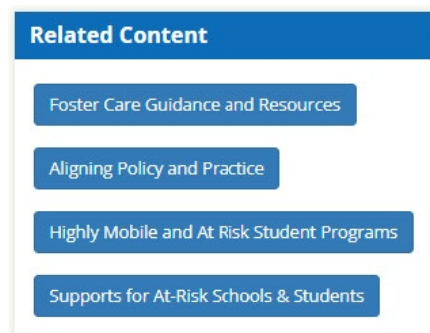 Related Content
Foster Care Guidance and Resources
Aligning Policy and Practice
Highly Mobile and At Risk Student Programs
Supports for At-Risk Schools & Students